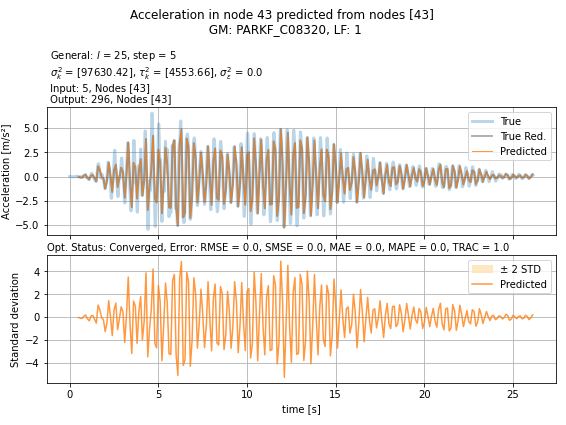 Acceleration in node 43 predicted from nodes [43]
GM: PARKF_C08320, LF: 1
General: l = 25, step = 5
σ²ₖ = [97630.42], τ²ₖ = [4553.66], σ²ε = 0.0
Input: 5, Nodes [43]
Output: 296, Nodes [43]
Acceleration [m/s²]
5.0
2.5
0.0
−2.5
−5.0
True
True Red.
Predicted
Opt. Status: Converged, Error: RMSE = 0.0, SMSE = 0.0, MAE = 0.0, MAPE = 0.0, TRAC = 1.0
Standard deviation
4
2
0
−2
−4
± 2 STD
Predicted
0
5
10
15
20
25
time [s]